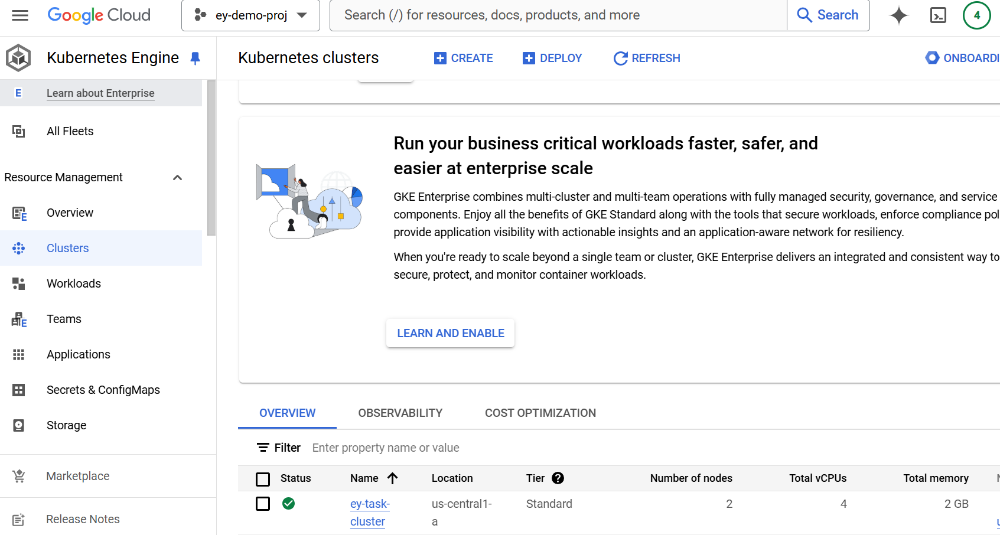 Google Cloud
ey-demo-proj
Search (/) for resources, docs, products, and more
Search
4
Kubernetes Engine
Kubernetes clusters
CREATE
DEPLOY
REFRESH
ONBOARDI
E
Learn about Enterprise
All Fleets
Resource Management
E
Overview
Clusters
Workloads
E
Teams
Applications
Secrets & ConfigMaps
Storage
Marketplace
Release Notes
Run your business critical workloads faster, safer, and
easier at enterprise scale
GKE Enterprise combines multi-cluster and multi-team operations with fully managed security, governance, and service
components. Enjoy all the benefits of GKE Standard along with the tools that secure workloads, enforce compliance pol
provide application visibility with actionable insights and an application-aware network for resiliency.
When you're ready to scale beyond a single team or cluster, GKE Enterprise delivers an integrated and consistent way to
secure, protect, and monitor container workloads.
LEARN AND ENABLE
OVERVIEW
OBSERVABILITY
COST OPTIMIZATION
Filter Enter property name or value
Status Name Location Tier Number of nodes Total vCPUs Total memory
ey-task- us-central1- Standard 2 4 2 GB
cluster a